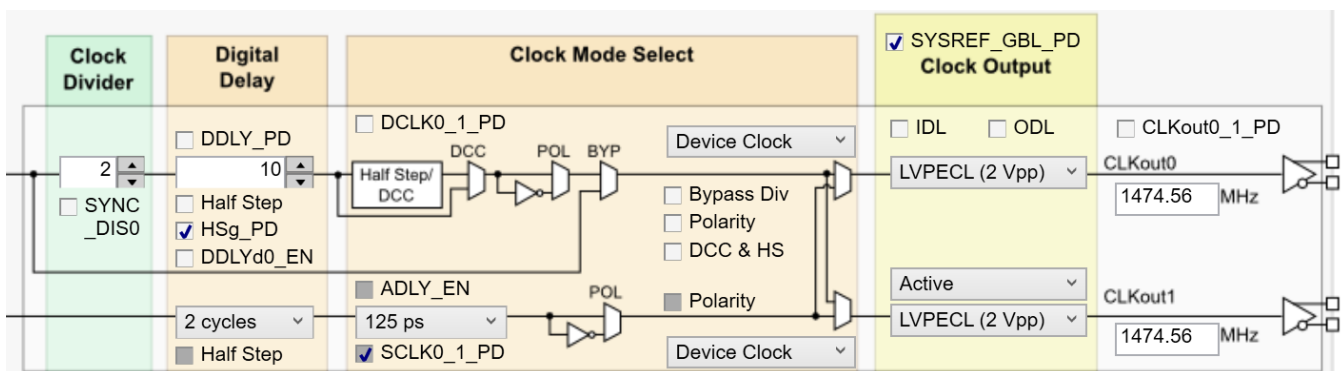 SYSREF_GBL_PD
Clock Divider
Digital Delay
Clock Mode Select
Clock Output
DDLY_PD
DCLK0_1_PD
IDL
ODL
CLKout0_1_PD
Device Clock
DCC
POL
BYP
2
10
Half Step/
DCC
LVPECL (2 Vpp)
CLKout0
1474.56
MHz
SYNC
_DIS0
Half Step
HSg_PD
DDLYd0_EN
Bypass Div
Polarity
DCC & HS
ADLY_EN
POL
Polarity
Active
CLKout1
2 cycles
125 ps
LVPECL (2 Vpp)
1474.56
MHz
Half Step
SCLK0_1_PD
Device Clock